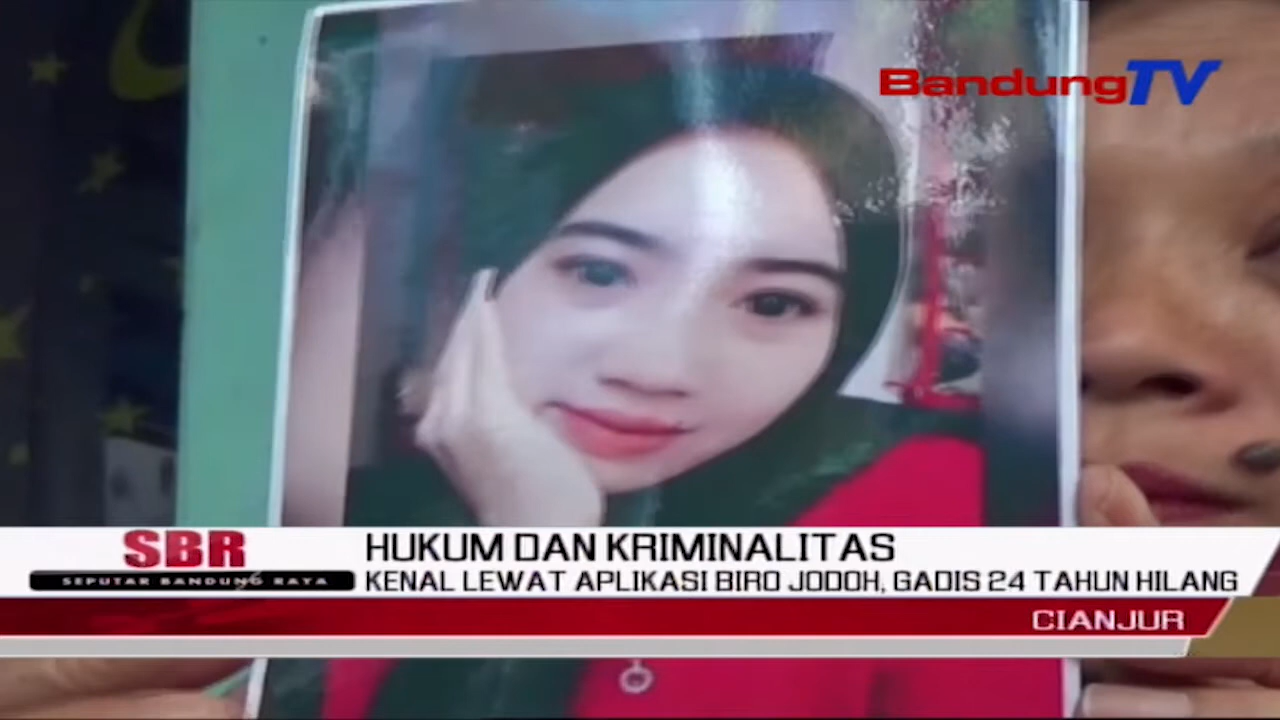 BandungTV
SBR
SEPUTAR BANDUNG RAYA
HUKUM DAN KRIMINALITAS
KENAL LEWAT APLIKASI BIRO JODOH, GADIS 24 TAHUN HILANG
CIANJUR